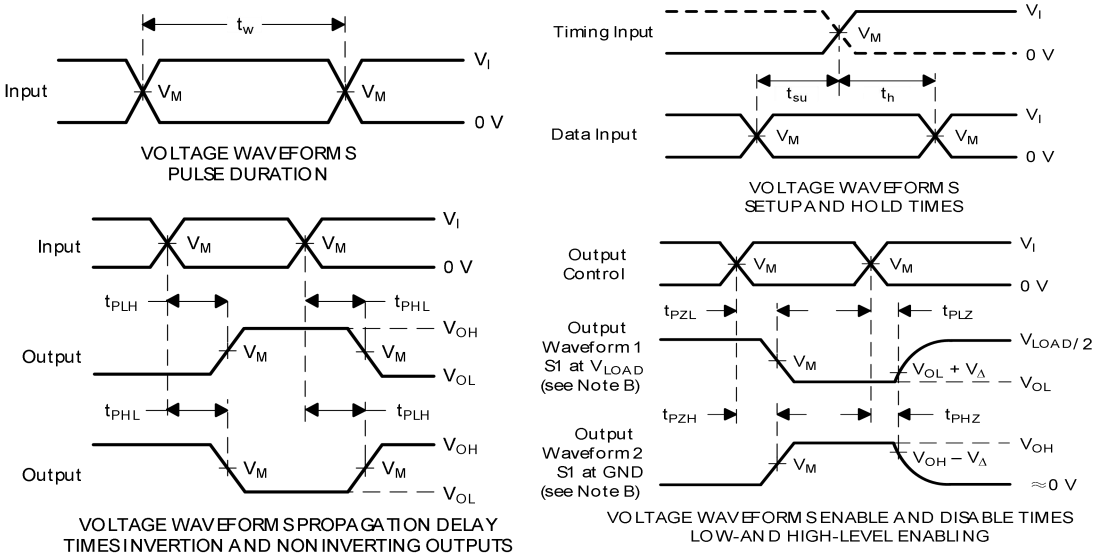 t_w
V_I
Input
V_M
V_M
0 V
VOLTAGE WAVEFORMS
PULSE DURATION
V_I
Timing Input
V_M
0 V
t_su
t_h
V_I
Data Input
V_M
V_M
0 V
VOLTAGE WAVEFORMS
SETUP AND HOLD TIMES
V_I
Input
V_M
V_M
0 V
t_PLH
t_PHL
V_OH
Output
V_M
V_M
V_OL
t_PHL
t_PLH
V_OH
Output
V_M
V_M
V_OL
VOLTAGE WAVEFORMS PROPAGATION DELAY
TIMES INVERTION AND NON INVERTING OUTPUTS
V_I
Output
Control
V_M
V_M
0 V
t_PZL
t_PLZ
Output
Waveform 1
S1 at V_LOAD
(see Note B)
V_M
V_LOAD/2
V_OL + V_Δ
V_OL
t_PZH
t_PHZ
Output
Waveform 2
S1 at GND
(see Note B)
V_M
V_OH
V_OH – V_Δ
≈0 V
VOLTAGE WAVEFORMS ENABLE AND DISABLE TIMES
LOW-AND HIGH-LEVEL ENABLING